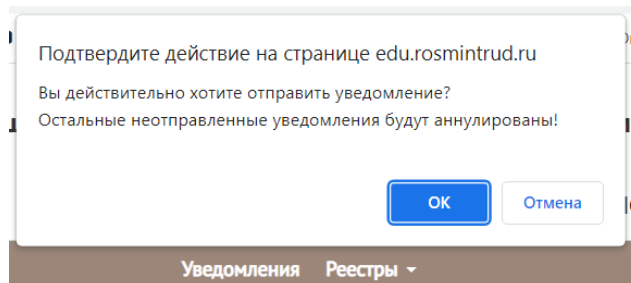 Подтвердите действие на странице edu.rosmintrud.ru
Вы действительно хотите отправить уведомление?
Остальные неотправленные уведомления будут аннулированы!
ОК Отмена
Уведомления Реестры